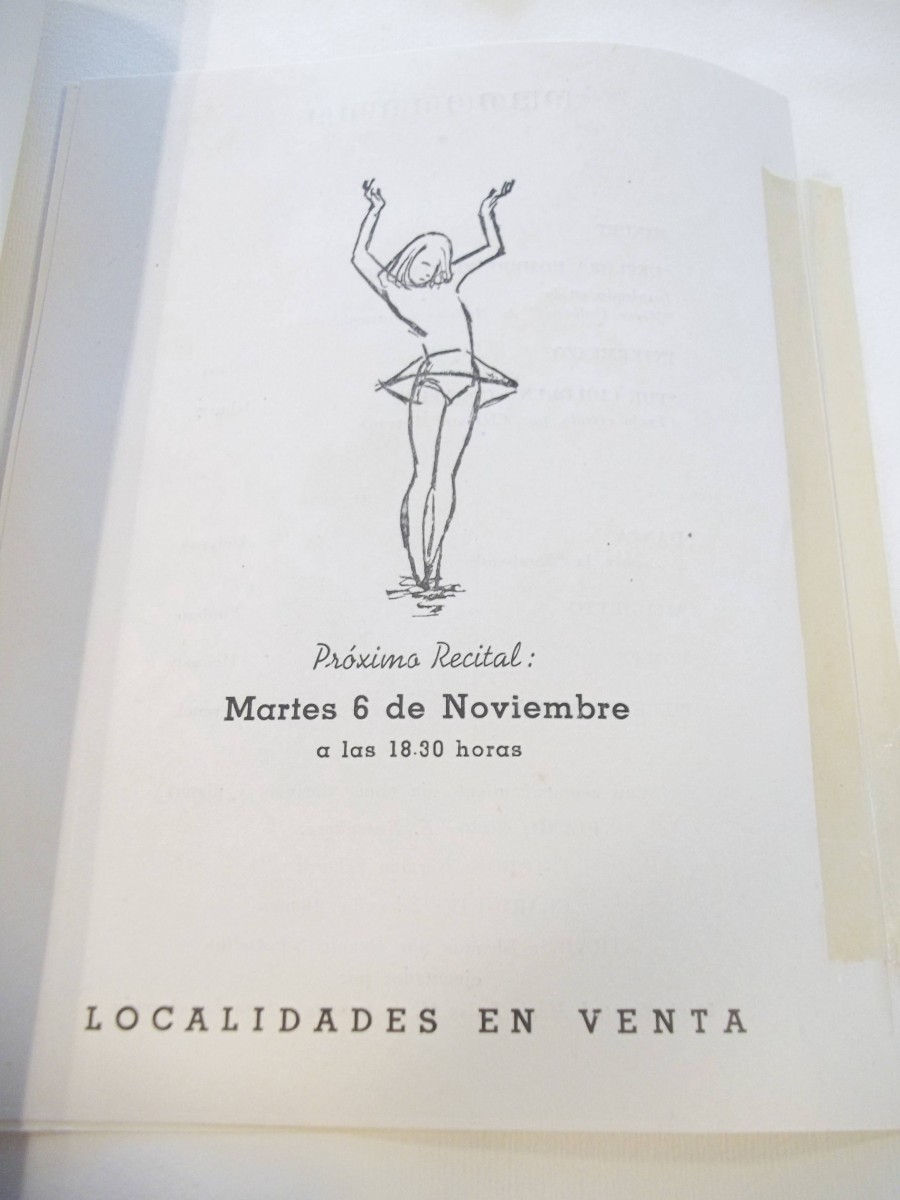 Próximo Recital:
Martes 6 de Noviembre
a las 18.30 horas
LOCALIDADES EN VENTA